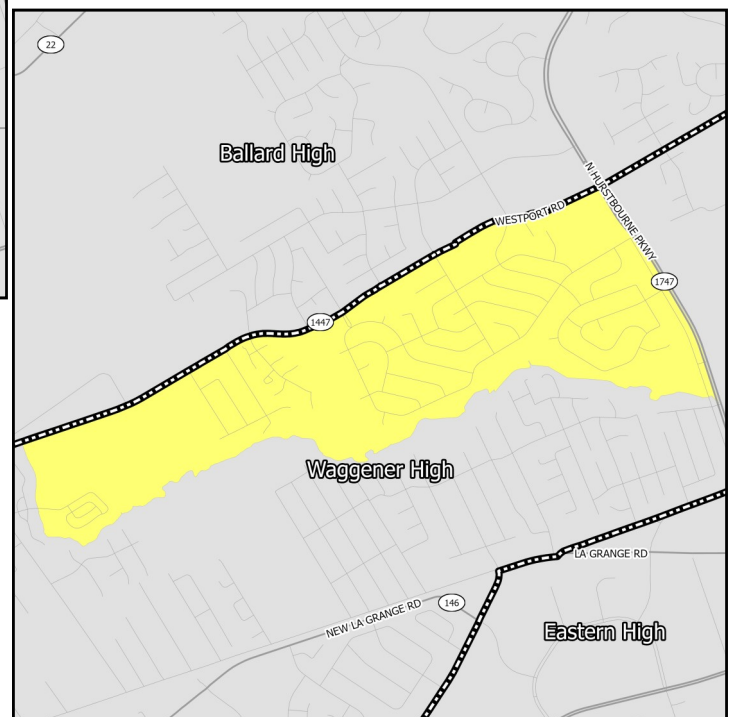 22
Ballard High
N HURSTBOURNE PKWY
WESTPORT RD
1747
1447
Waggener High
LA GRANGE RD
146
NEW LA GRANGE RD
Eastern High